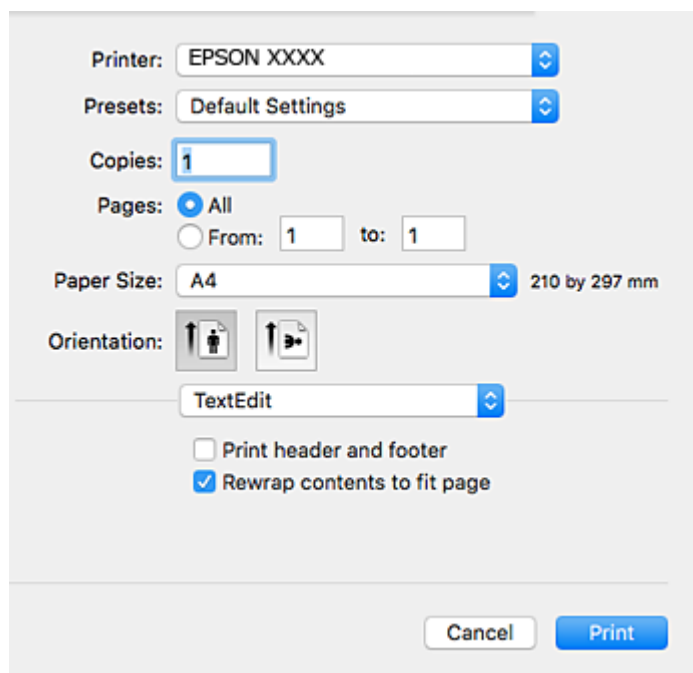 Printer: EPSON XXXX
Presets: Default Settings
Copies: 1
Pages: All
From: 1 to: 1
Paper Size: A4 210 by 297 mm
Orientation:
TextEdit
Print header and footer
Rewrap contents to fit page
Cancel Print